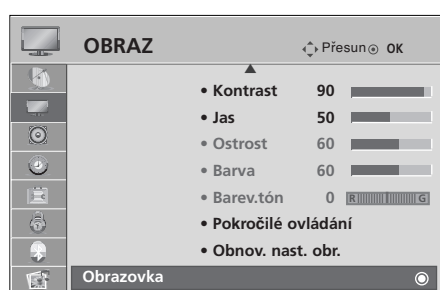 OBRAZ Přesun OK
• Kontrast 90
• Jas 50
• Ostrost 60
• Barva 60
• Barev.tón 0 R G
• Pokročilé ovládání
• Obnov. nast. obr.
Obrazovka